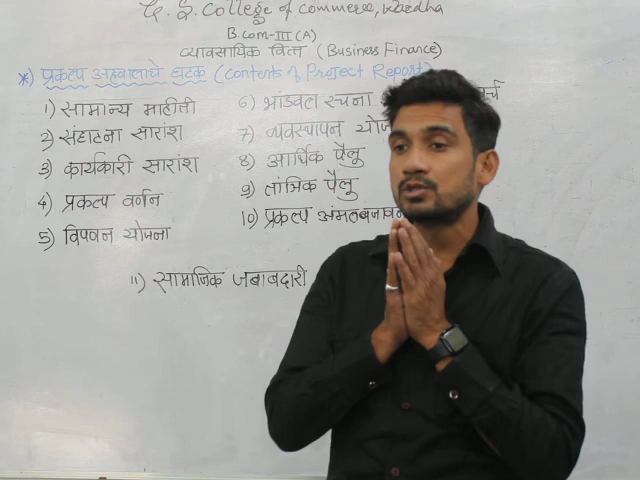 G. S. College of Commerce, Wardha
B.Com-III (A)
व्यावसायिक वित्त (Business Finance)
*) प्रकल्प अहवालाचे घटक (Contents of Project Report)
1) सामान्य माहीती
2) संघटना सारांश
3) कार्यकारी सारांश
4) प्रकल्प वर्णन
5) विपणन योजना
6) भांडवल रचना
7) व्यवस्थापन
8) आर्थिक पैलु
9) तांत्रिक पैलु
10) प्रकल्प
11) सामाजिक जबाबदारी